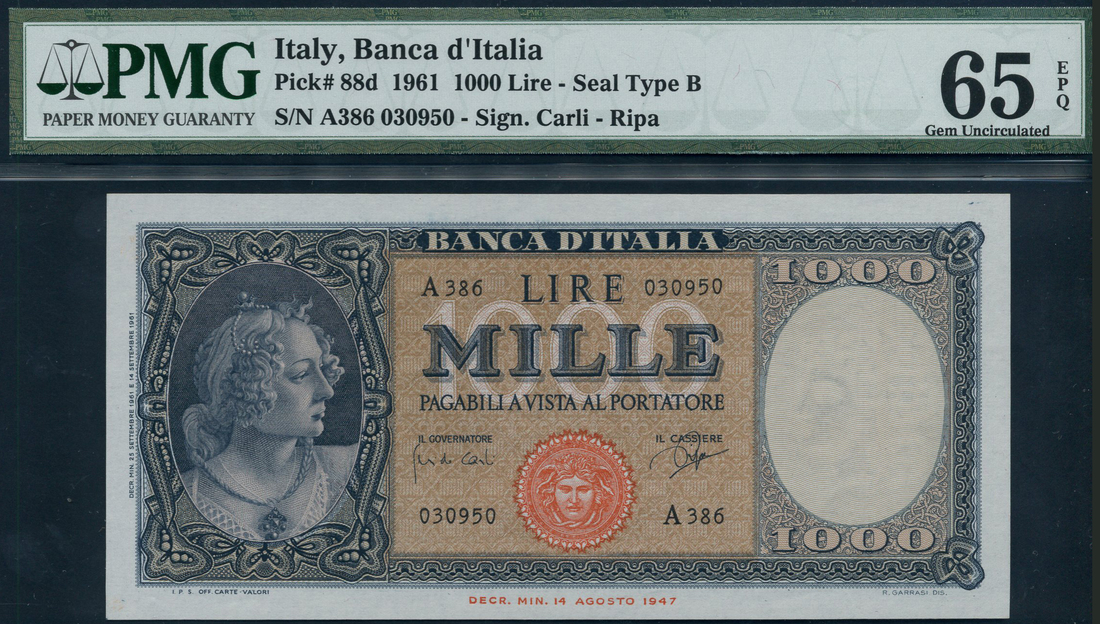 PMG
PAPER MONEY GUARANTY
Italy, Banca d'Italia
Pick# 88d 1961 1000 Lire - Seal Type B
S/N A386 030950 - Sign. Carli - Ripa
65
EPQ
Gem Uncirculated
BANCA D'ITALIA
1000
A 386 LIRE 030950
1000
MILLE
PAGABILI A VISTA AL PORTATORE
IL GOVERNATORE
IL CASSIERE
030950
A 386
1000
DECR. MIN. 25 SETTEMBRE 1961 E 14 SETTEMBRE 1961
I. P. S. OFF. CARTE-VALORI
R. GARRASI DIS.
DECR. MIN. 14 AGOSTO 1947